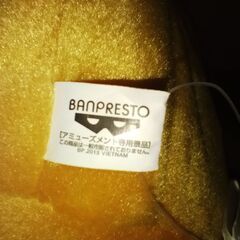 BANPRESTO
[アミューズメント専用景品]
この商品は一般市販されておりません。
BP 2013 VIETNAM